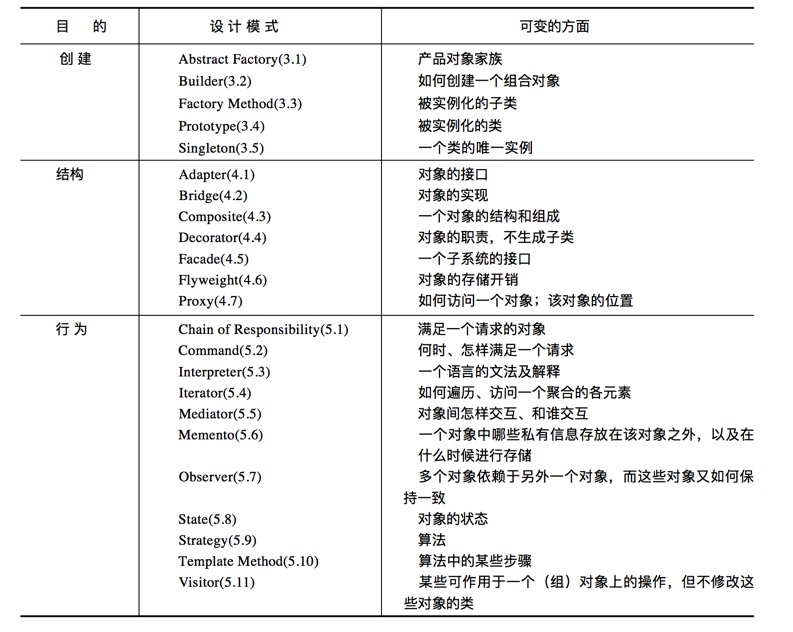 目 的 设 计 模 式 可变的方面
创 建 Abstract Factory(3.1) 产品对象家族
Builder(3.2) 如何创建一个组合对象
Factory Method(3.3) 被实例化的子类
Prototype(3.4) 被实例化的类
Singleton(3.5) 一个类的唯一实例
结构 Adapter(4.1) 对象的接口
Bridge(4.2) 对象的实现
Composite(4.3) 一个对象的结构和组成
Decorator(4.4) 对象的职责，不生成子类
Facade(4.5) 一个子系统的接口
Flyweight(4.6) 对象的存储开销
Proxy(4.7) 如何访问一个对象；该对象的位置
行 为 Chain of Responsibility(5.1) 满足一个请求的对象
Command(5.2) 何时、怎样满足一个请求
Interpreter(5.3) 一个语言的文法及解释
Iterator(5.4) 如何遍历、访问一个聚合的各元素
Mediator(5.5) 对象间怎样交互、和谁交互
Memento(5.6) 一个对象中哪些私有信息存放在该对象之外，以及在
什么时候进行存储
Observer(5.7) 多个对象依赖于另外一个对象，而这些对象又如何保
持一致
State(5.8) 对象的状态
Strategy(5.9) 算法
Template Method(5.10) 算法中的某些步骤
Visitor(5.11) 某些可作用于一个（组）对象上的操作，但不修改这
些对象的类